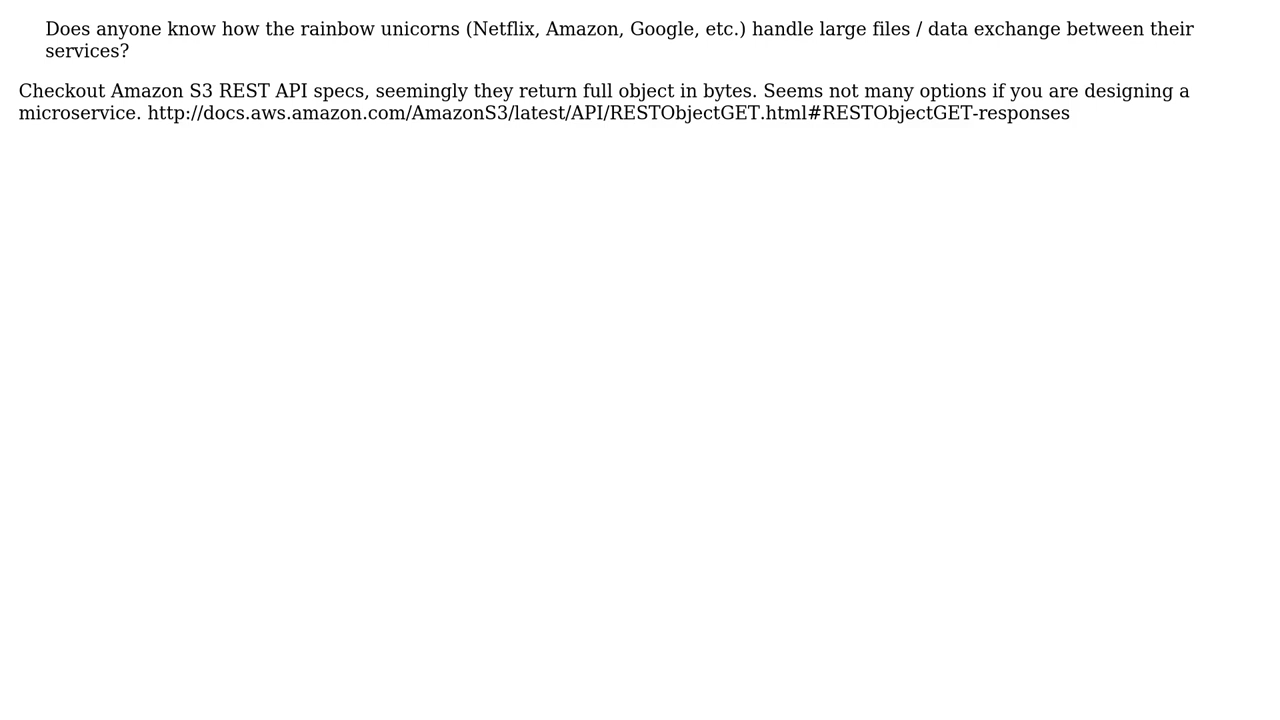 Does anyone know how the rainbow unicorns (Netflix, Amazon, Google, etc.) handle large files / data exchange between their
services?
Checkout Amazon S3 REST API specs, seemingly they return full object in bytes. Seems not many options if you are designing a
microservice. http://docs.aws.amazon.com/AmazonS3/latest/API/RESTObjectGET.html#RESTObjectGET-responses